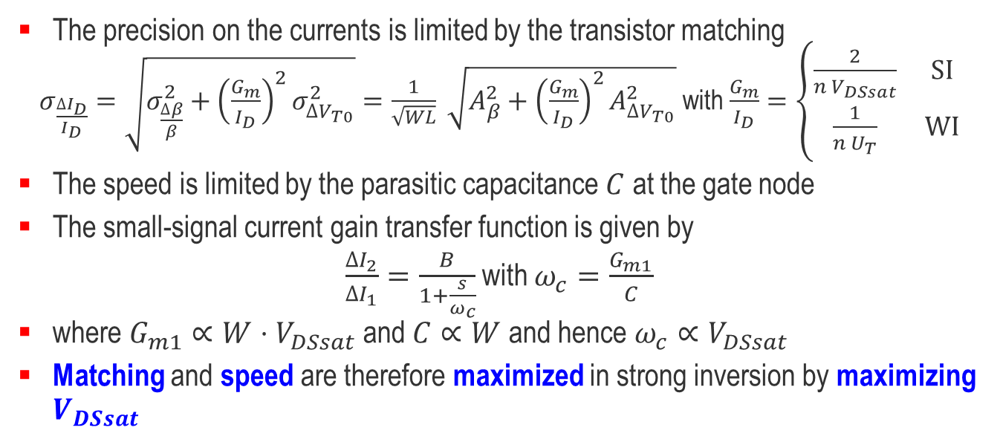 ▪ The precision on the currents is limited by the transistor matching
$\sigma_{\frac{\Delta I_D}{I_D}} = \sqrt{\sigma^2_{\frac{\Delta\beta}{\beta}} + \left(\frac{G_m}{I_D}\right)^2 \sigma^2_{\Delta V_{T0}}} = \frac{1}{\sqrt{WL}} \sqrt{A^2_{\beta} + \left(\frac{G_m}{I_D}\right)^2 A^2_{\Delta V_{T0}}}$ with $\frac{G_m}{I_D} = \begin{cases} \frac{2}{n\,V_{DSsat}} & \text{SI} \\ \frac{1}{n\,U_T} & \text{WI} \end{cases}$
▪ The speed is limited by the parasitic capacitance $C$ at the gate node
▪ The small-signal current gain transfer function is given by
$\frac{\Delta I_2}{\Delta I_1} = \frac{B}{1+\frac{s}{\omega_c}}$ with $\omega_c = \frac{G_{m1}}{C}$
▪ where $G_{m1} \propto W \cdot V_{DSsat}$ and $C \propto W$ and hence $\omega_c \propto V_{DSsat}$
▪ Matching and speed are therefore maximized in strong inversion by maximizing
$V_{DSsat}$